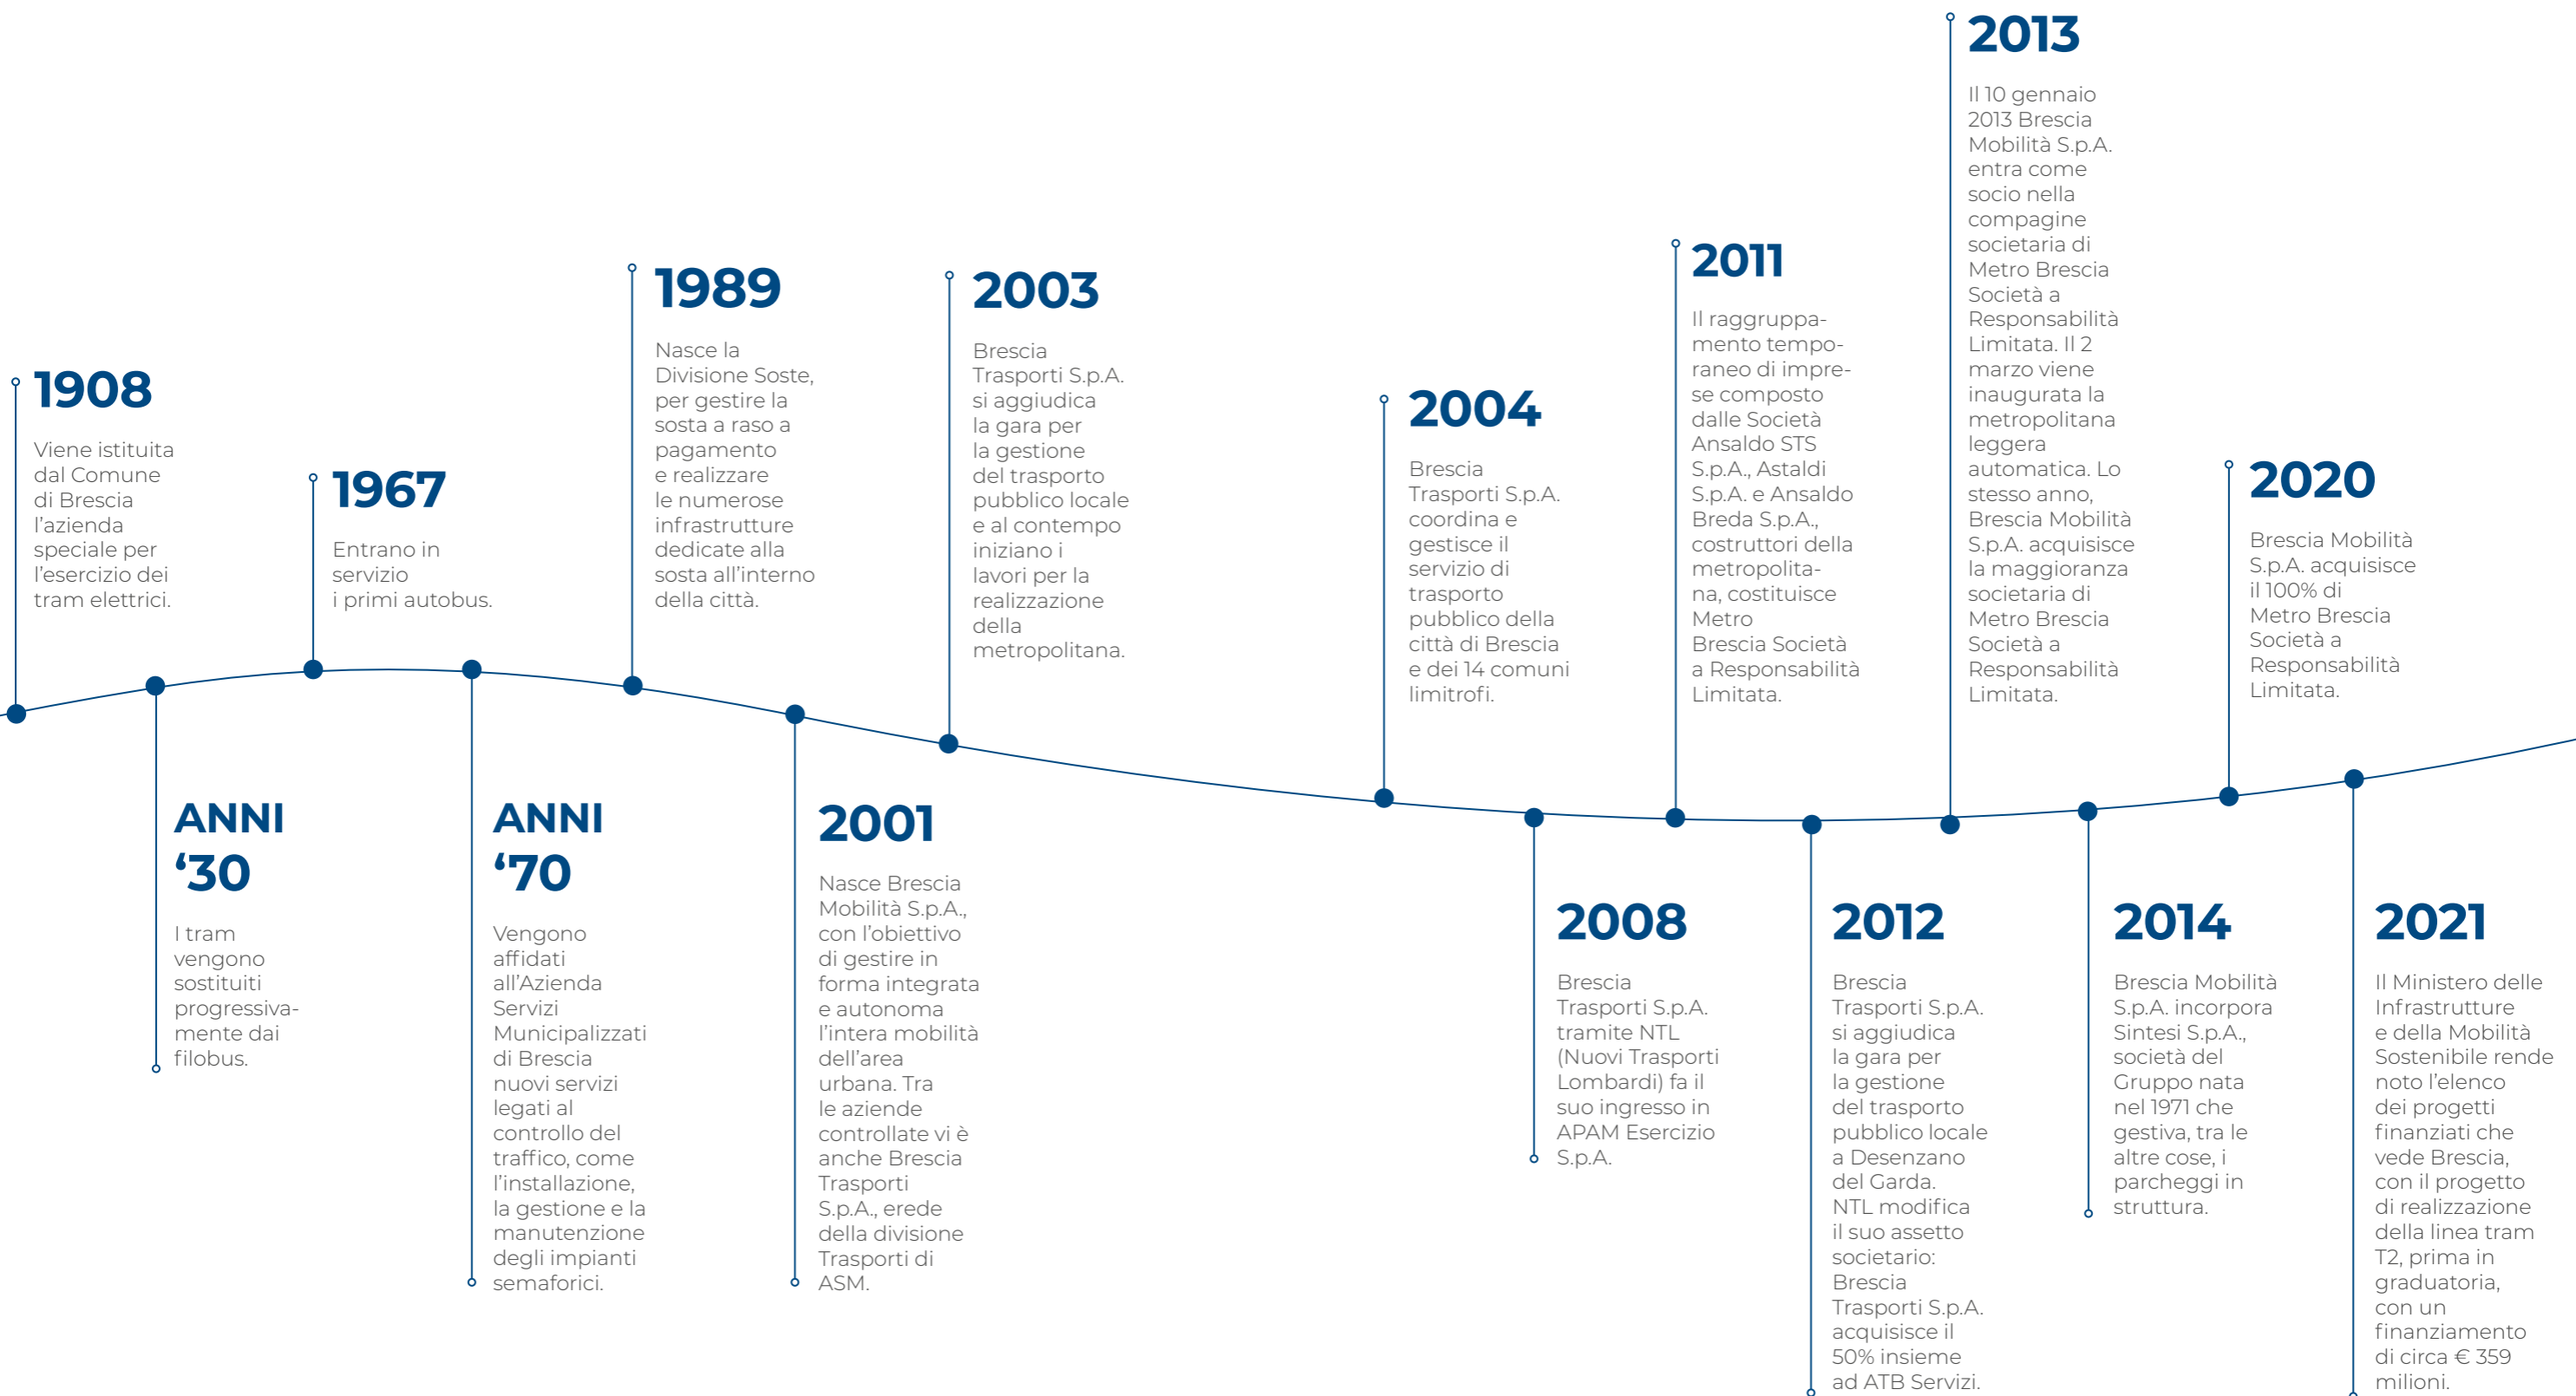 1908
Viene istituita
dal Comune
di Brescia
l’azienda
speciale per
l’esercizio dei
tram elettrici.
ANNI
‘30
I tram
vengono
sostituiti
progressiva-
mente dai
filobus.
1967
Entrano in
servizio
i primi autobus.
ANNI
‘70
Vengono
affidati
all’Azienda
Servizi
Municipalizzati
di Brescia
nuovi servizi
legati al
controllo del
traffico, come
l’installazione,
la gestione e la
manutenzione
degli impianti
semaforici.
1989
Nasce la
Divisione Soste,
per gestire la
sosta a raso a
pagamento
e realizzare
le numerose
infrastrutture
dedicate alla
sosta all’interno
della città.
2001
Nasce Brescia
Mobilità S.p.A.,
con l’obiettivo
di gestire in
forma integrata
e autonoma
l’intera mobilità
dell’area
urbana. Tra
le aziende
controllate vi è
anche Brescia
Trasporti
S.p.A., erede
della divisione
Trasporti di
ASM.
2003
Brescia
Trasporti S.p.A.
si aggiudica
la gara per
la gestione
del trasporto
pubblico locale
e al contempo
iniziano i
lavori per la
realizzazione
della
metropolitana.
2004
Brescia
Trasporti S.p.A.
coordina e
gestisce il
servizio di
trasporto
pubblico della
città di Brescia
e dei 14 comuni
limitrofi.
2008
Brescia
Trasporti S.p.A.
tramite NTL
(Nuovi Trasporti
Lombardi) fa il
suo ingresso in
APAM Esercizio
S.p.A.
2011
Il raggruppa-
mento tempo-
raneo di impre-
se composto
dalle Società
Ansaldo STS
S.p.A., Astaldi
S.p.A. e Ansaldo
Breda S.p.A.,
costruttori della
metropolita-
na, costituisce
Metro
Brescia Società
a Responsabilità
Limitata.
2012
Brescia
Trasporti S.p.A.
si aggiudica
la gara per
la gestione
del trasporto
pubblico locale
a Desenzano
del Garda.
NTL modifica
il suo assetto
societario:
Brescia
Trasporti S.p.A.
acquisisce il
50% insieme
ad ATB Servizi.
2013
Il 10 gennaio
2013 Brescia
Mobilità S.p.A.
entra come
socio nella
compagine
societaria di
Metro Brescia
Società a
Responsabilità
Limitata. Il 2
marzo viene
inaugurata la
metropolitana
leggera
automatica. Lo
stesso anno,
Brescia Mobilità
S.p.A. acquisisce
la maggioranza
societaria di
Metro Brescia
Società a
Responsabilità
Limitata.
2014
Brescia Mobilità
S.p.A. incorpora
Sintesi S.p.A.,
società del
Gruppo nata
nel 1971 che
gestiva, tra le
altre cose, i
parcheggi in
struttura.
2020
Brescia Mobilità
S.p.A. acquisisce
il 100% di
Metro Brescia
Società a
Responsabilità
Limitata.
2021
Il Ministero delle
Infrastrutture
e della Mobilità
Sostenibile rende
noto l’elenco
dei progetti
finanziati che
vede Brescia,
con il progetto
di realizzazione
della linea tram
T2, prima in
graduatoria,
con un
finanziamento
di circa € 359
milioni.